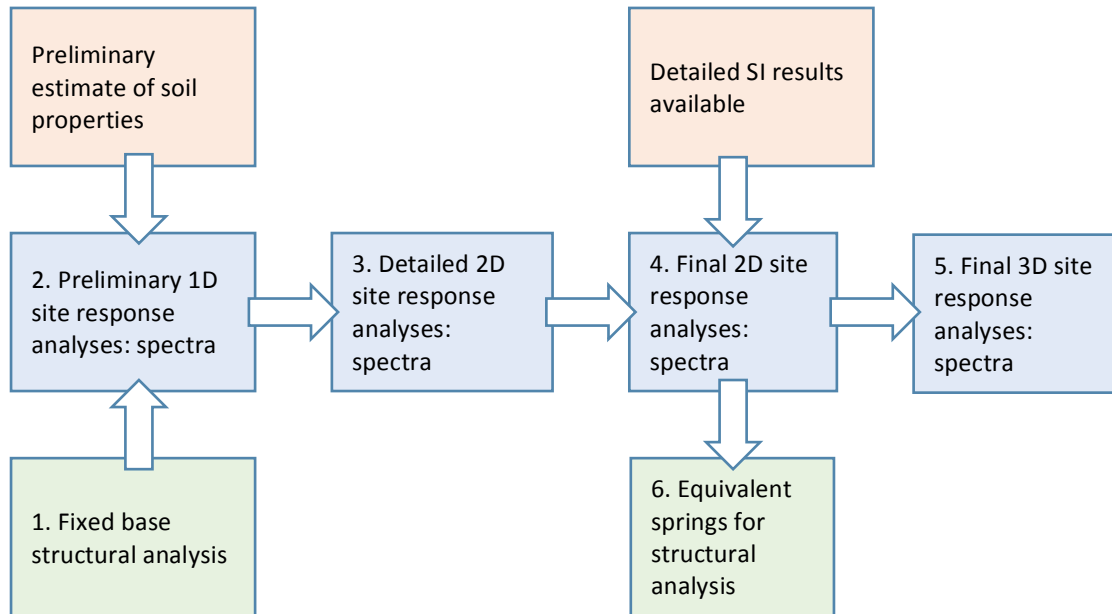 Preliminary
estimate of soil
properties
Detailed SI results
available
2. Preliminary 1D
site response
analyses: spectra
3. Detailed 2D
site response
analyses:
spectra
4. Final 2D site
response
analyses:
spectra
5. Final 3D site
response
analyses:
spectra
1. Fixed base
structural analysis
6. Equivalent
springs for
structural
analysis